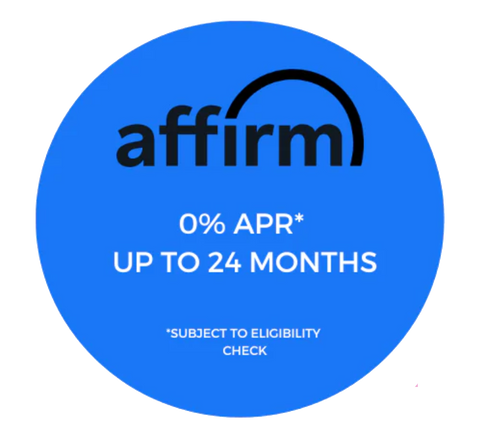 affirm
0% APR*
UP TO 24 MONTHS
*SUBJECT TO ELIGIBILITY
CHECK